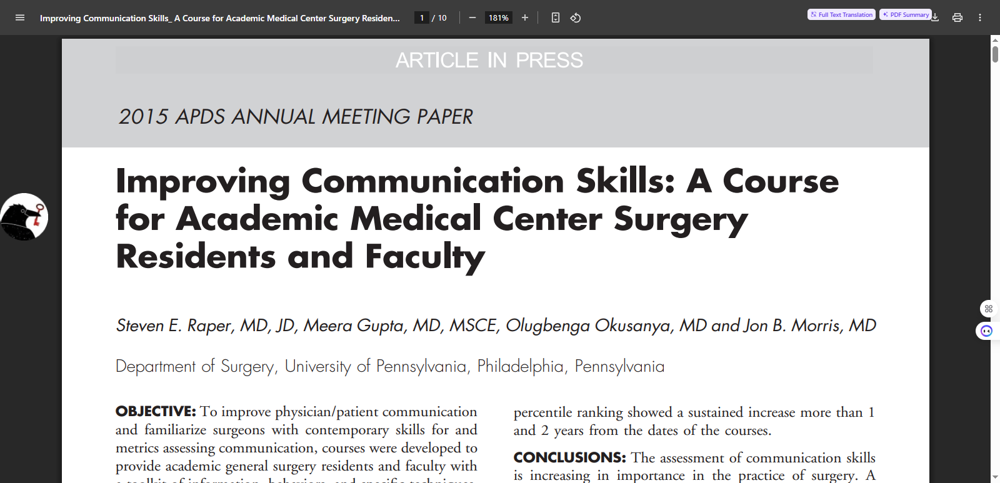 Improving Communication Skills_ A Course for Academic Medical Center Surgery Residen...
1 / 10
181%
Full Text Translation
PDF Summary
ARTICLE IN PRESS
2015 APDS ANNUAL MEETING PAPER
Improving Communication Skills: A Course
for Academic Medical Center Surgery
Residents and Faculty
Steven E. Raper, MD, JD, Meera Gupta, MD, MSCE, Olugbenga Okusanya, MD and Jon B. Morris, MD
Department of Surgery, University of Pennsylvania, Philadelphia, Pennsylvania
OBJECTIVE: To improve physician/patient communication
and familiarize surgeons with contemporary skills for and
metrics assessing communication, courses were developed to
provide academic general surgery residents and faculty with
percentile ranking showed a sustained increase more than 1
and 2 years from the dates of the courses.
CONCLUSIONS: The assessment of communication skills
is increasing in importance in the practice of surgery. A